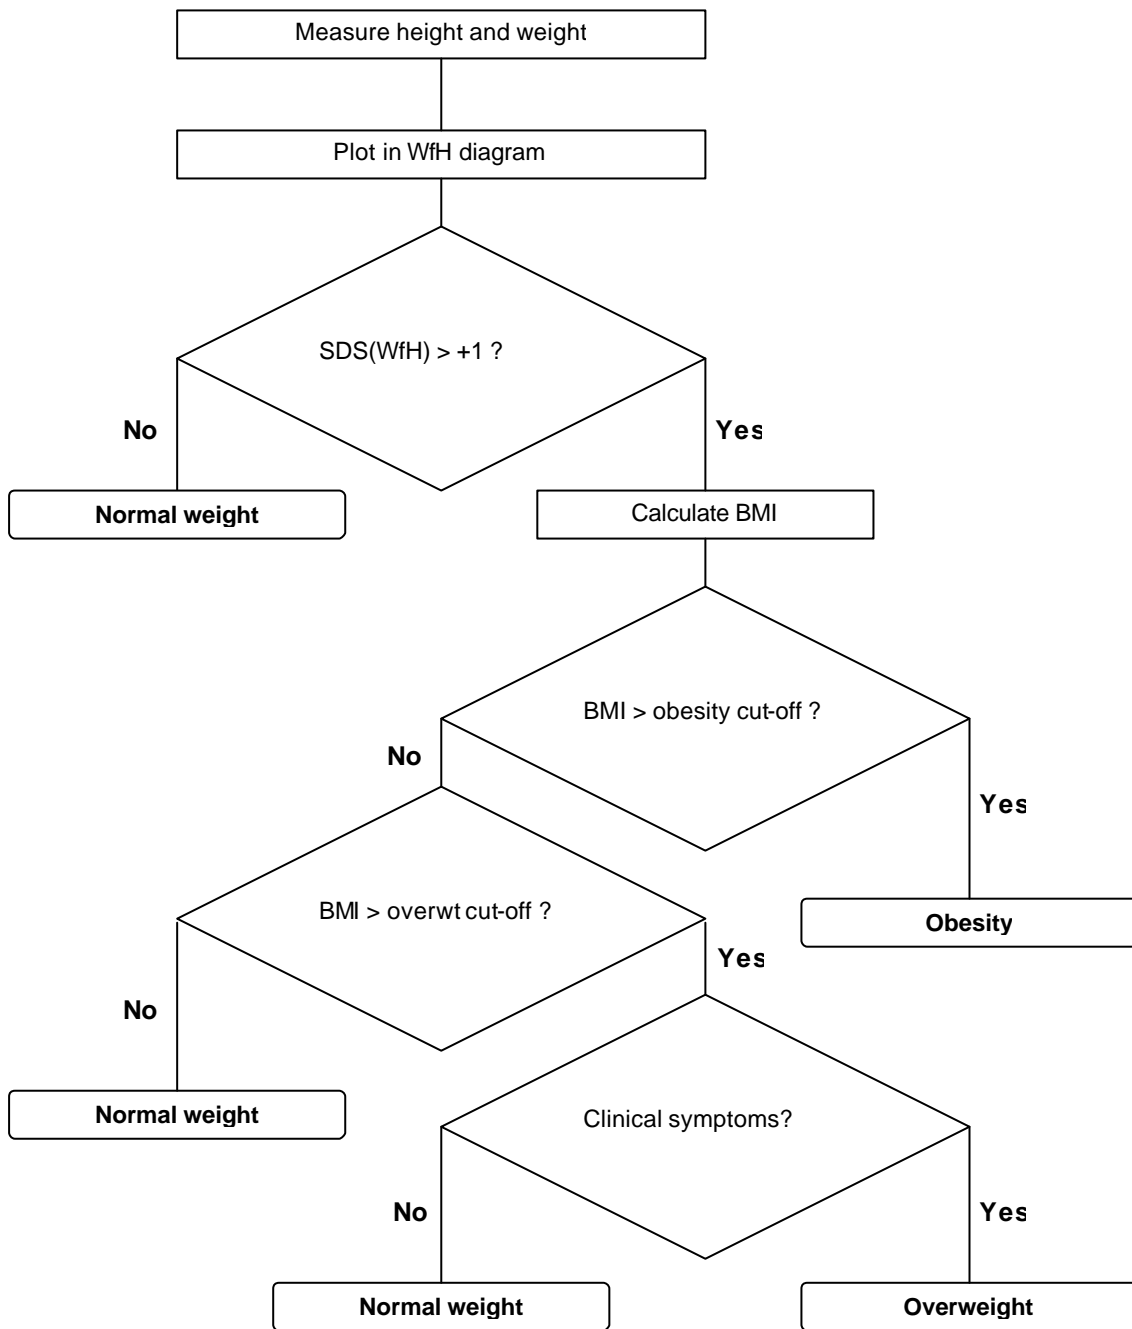 Measure height and weight
Plot in WfH diagram
SDS(WfH) > +1 ?
No
Yes
Normal weight
Calculate BMI
BMI > obesity cut-off ?
No
Yes
BMI > overwt cut-off ?
Obesity
Yes
No
Normal weight
Clinical symptoms?
No
Yes
Normal weight
Overweight